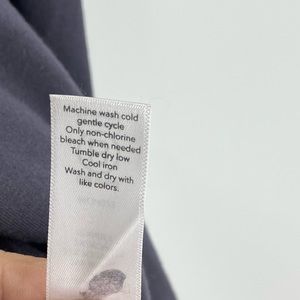 Machine wash cold
gentle cycle
Only non-chlorine
bleach when needed
Tumble dry low
Cool iron
Wash and dry with
like colors.